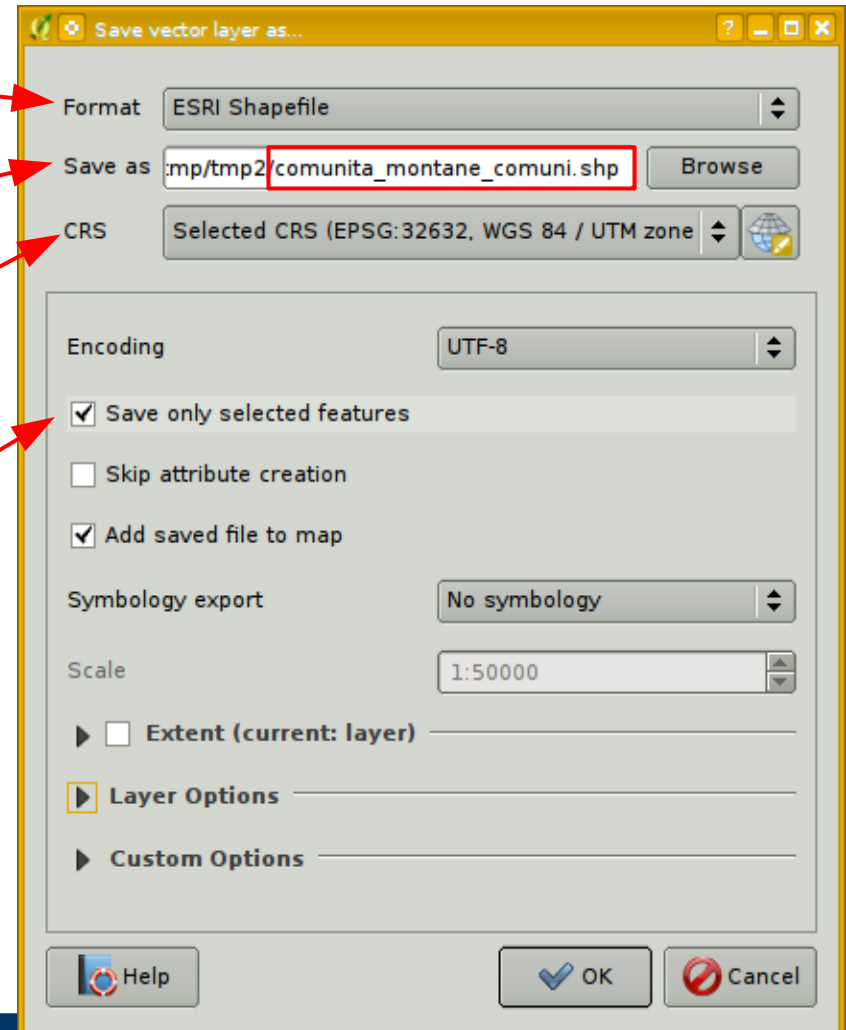 Save vector layer as...
Format ESRI Shapefile
Save as :mp/tmp2/comunita_montane_comuni.shp Browse
CRS Selected CRS (EPSG:32632, WGS 84 / UTM zone
Encoding UTF-8
Save only selected features
Skip attribute creation
Add saved file to map
Symbology export No symbology
Scale 1:50000
Extent (current: layer)
Layer Options
Custom Options
Help OK Cancel